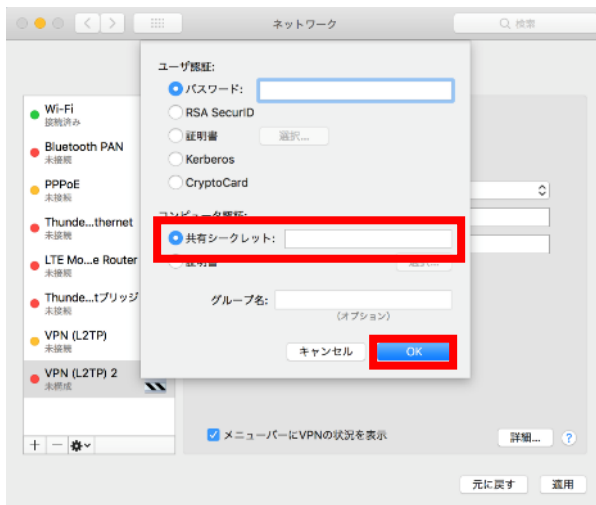 ネットワーク
検索
ユーザ認証:
パスワード:
RSA SecurID
証明書
選択...
Kerberos
CryptoCard
コンピュータ認証:
共有シークレット:
証明書
選択...
グループ名:
(オプション)
キャンセル
OK
Wi-Fi
接続済み
Bluetooth PAN
未接続
PPPoE
未接続
Thunde...thernet
未接続
LTE Mo...e Router
未接続
Thunde...tブリッジ
未接続
VPN (L2TP)
未接続
VPN (L2TP) 2
未構成
メニューバーにVPNの状況を表示
詳細...
?
元に戻す
適用